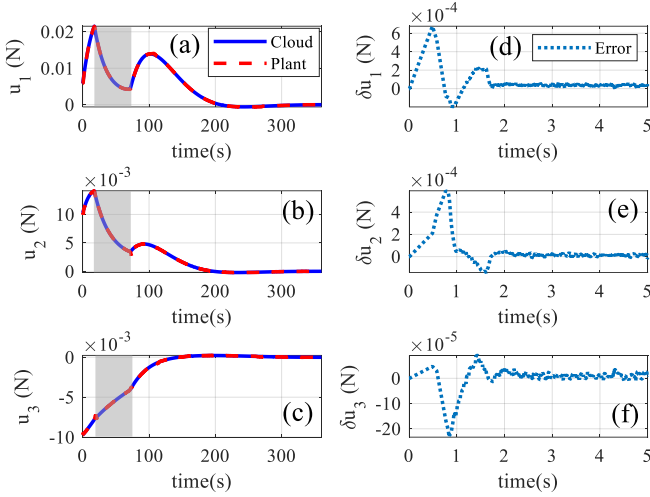 0.02
0.01
0
u1 (N)
(a)
Cloud
Plant
0 100 200 300
time(s)
×10-4
6
4
2
0
δu1 (N)
(d)
Error
0 1 2 3 4 5
time(s)
×10-3
10
5
0
u2 (N)
(b)
0 100 200 300
time(s)
×10-4
4
2
0
δu2 (N)
(e)
0 1 2 3 4 5
time(s)
×10-3
0
-5
-10
u3 (N)
(c)
0 100 200 300
time(s)
×10-5
0
-10
-20
δu3 (N)
(f)
0 1 2 3 4 5
time(s)